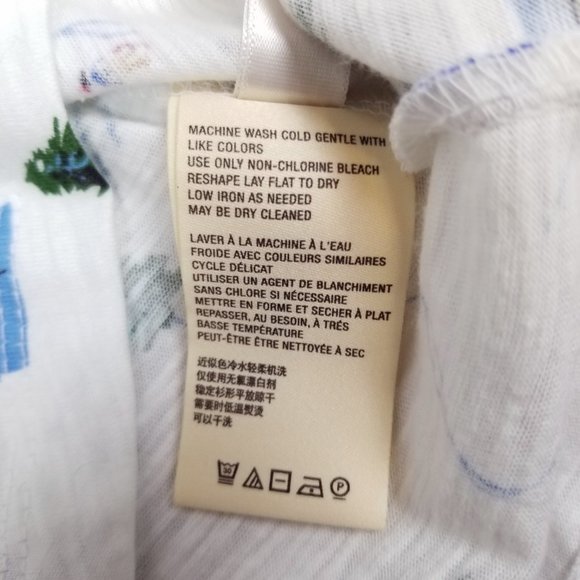 MACHINE WASH COLD GENTLE WITH
LIKE COLORS
USE ONLY NON-CHLORINE BLEACH
RESHAPE LAY FLAT TO DRY
LOW IRON AS NEEDED
MAY BE DRY CLEANED
LAVER À LA MACHINE À L'EAU
FROIDE AVEC COULEURS SIMILAIRES
CYCLE DÉLICAT
UTILISER UN AGENT DE BLANCHIMENT
SANS CHLORE SI NÉCESSAIRE
METTRE EN FORME ET SECHER À PLAT
REPASSER, AU BESOIN, À TRÉS
BASSE TEMPÉRATURE
PEUT-ÊTRE ÊTRE NETTOYÉE À SEC
近似色冷水轻柔机洗
仅使用无氯漂白剂
稳定衫形平放晾干
需要时低温熨烫
可以干洗
30 P